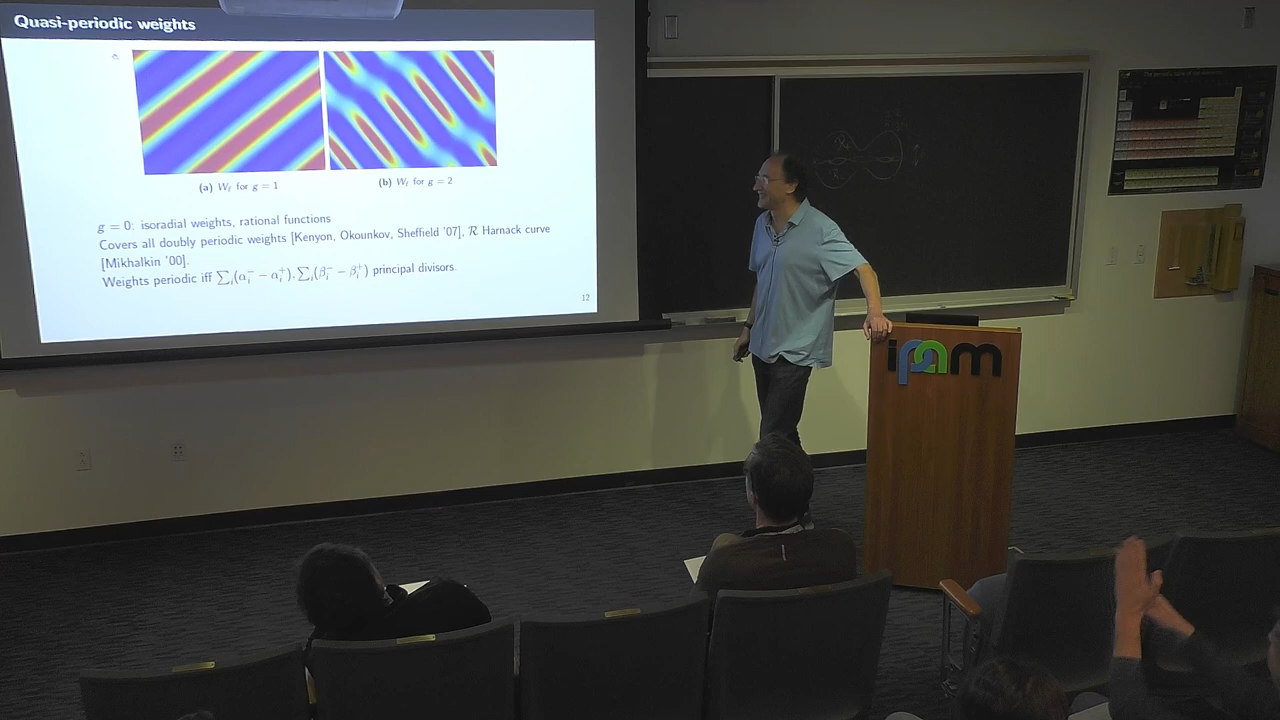 Quasi-periodic weights
(a) W_f for g = 1
(b) W_f for g = 2
g = 0: isoradial weights, rational functions
Covers all doubly periodic weights [Kenyon, Okounkov, Sheffield '07], ℛ Harnack curve
[Mikhalkin '00].
Weights periodic iff ∑_i(α_i^- − α_i^+), ∑_i(β_i^- − β_i^+) principal divisors.
12
ipam